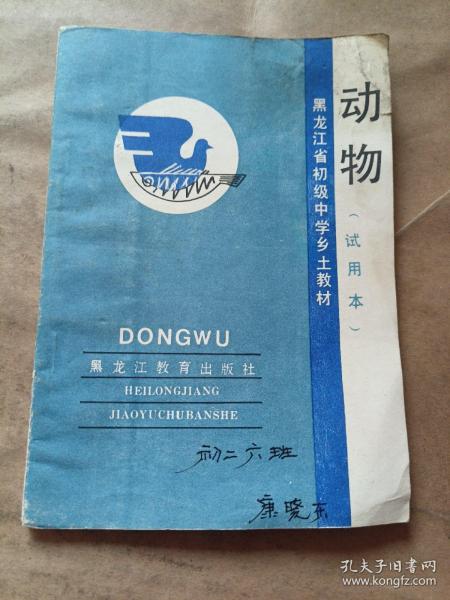 动物
（试用本）
黑龙江省初级中学乡土教材
DONGWU
黑龙江教育出版社
HEILONGJIANG
JIAOYUCHUBANSHE
初二六班
康晓东
孔夫子旧书网
www.kongfz.com